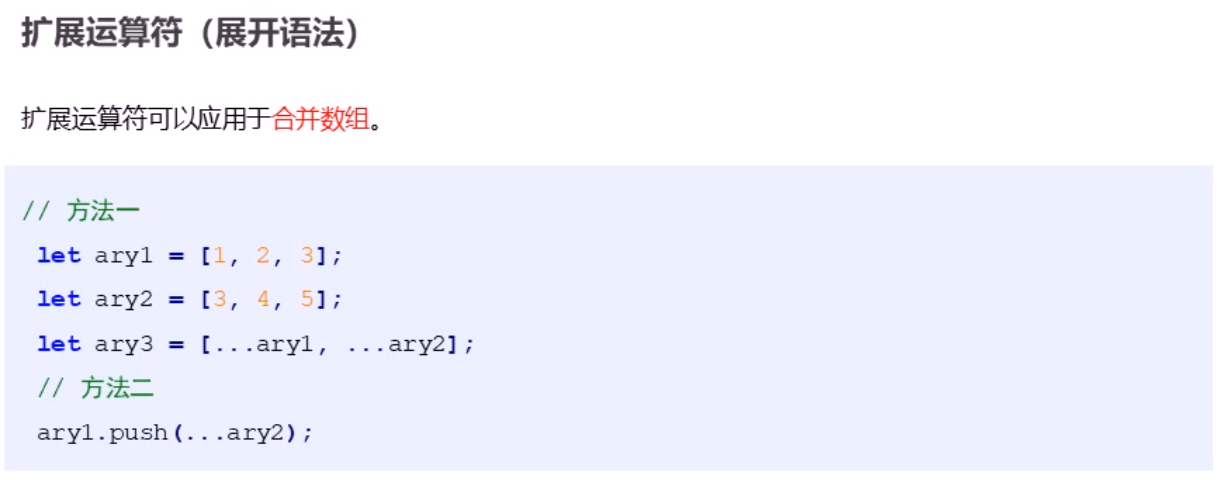 扩展运算符（展开语法）
扩展运算符可以应用于合并数组。
// 方法一
let ary1 = [1, 2, 3];
let ary2 = [3, 4, 5];
let ary3 = [...ary1, ...ary2];
// 方法二
ary1.push(...ary2);